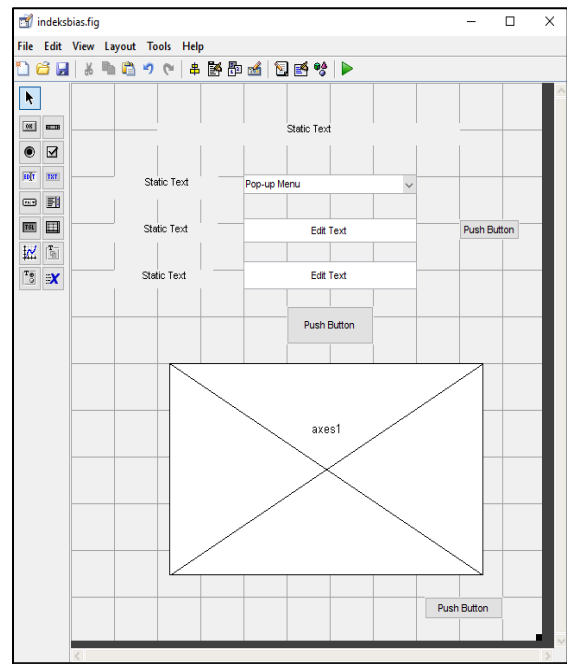 indeksbias.fig
File Edit View Layout Tools Help
Static Text
Static Text Pop-up Menu
Static Text Edit Text Push Button
Static Text Edit Text
Push Button
axes1
Push Button